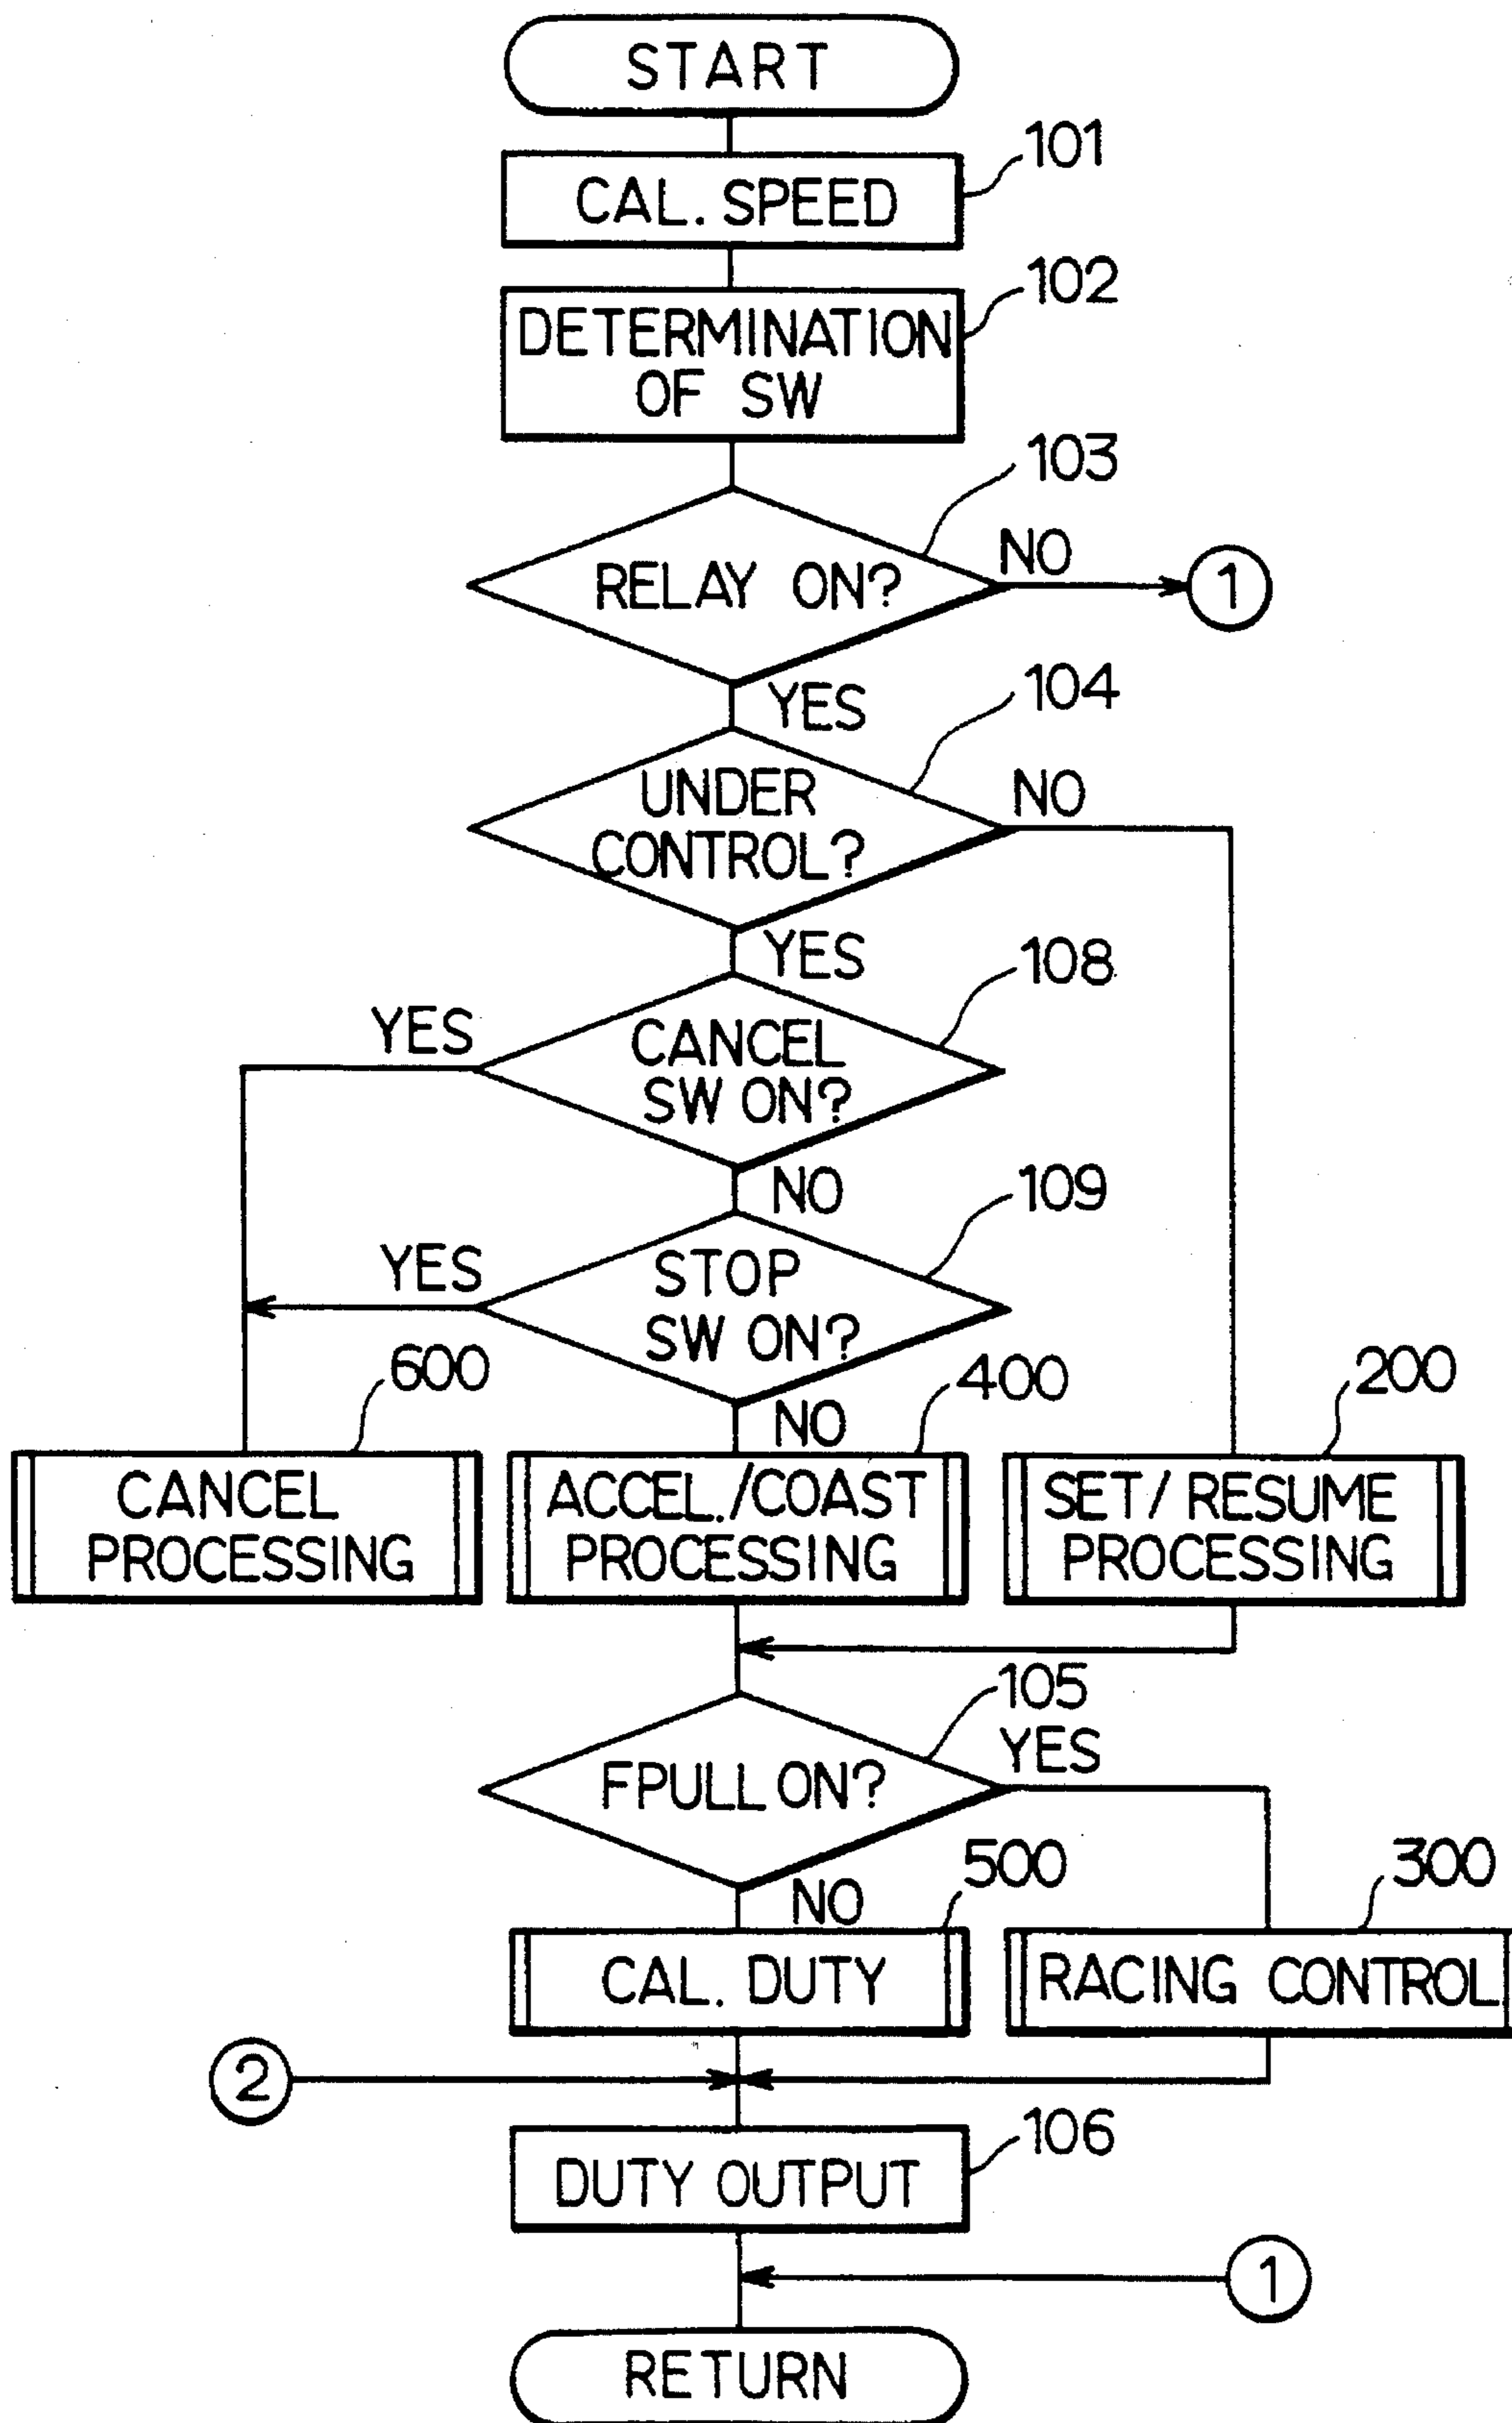 START
101
CAL. SPEED
102
DETERMINATION
OF SW
103
RELAY ON?
NO
1
YES
104
UNDER
CONTROL?
NO
YES
108
YES
CANCEL
SW ON?
NO
109
YES
STOP
SW ON?
600
NO
400
200
CANCEL
PROCESSING
ACCEL./COAST
PROCESSING
SET/RESUME
PROCESSING
105
FPULL ON?
YES
NO
500
300
CAL. DUTY
RACING CONTROL
2
106
DUTY OUTPUT
1
RETURN